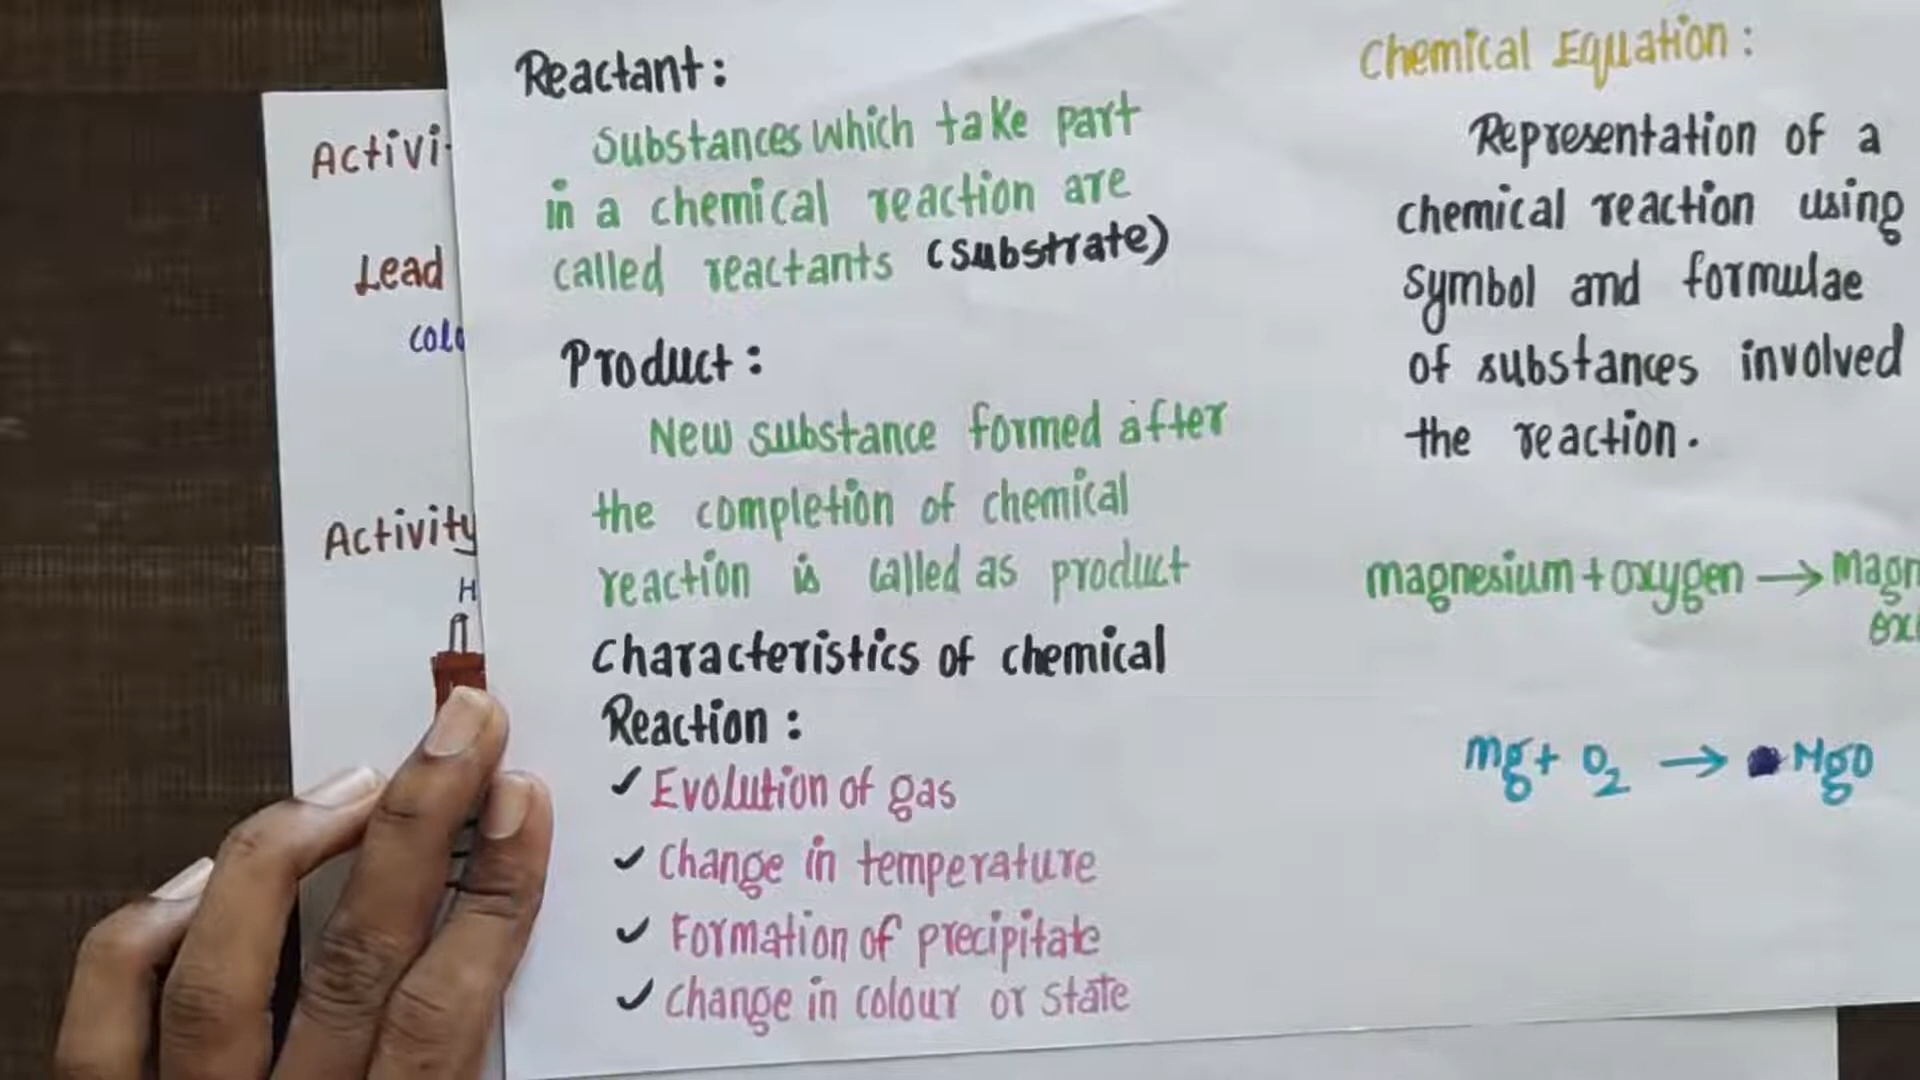 Activi
Lead
colo
Activity
H
Reactant:
Substances which take part
in a chemical reaction are
called reactants (substrate)
Product:
New substance formed after
the completion of chemical
reaction is called as product
Characteristics of chemical
Reaction:
✓ Evolution of gas
✓ Change in temperature
✓ Formation of precipitate
✓ Change in colour or state
Chemical Equation:
Representation of a
chemical reaction using
symbol and formulae
of substances involved
the reaction.
magnesium + oxygen → Magn
oxi
Mg + O₂ → MgO